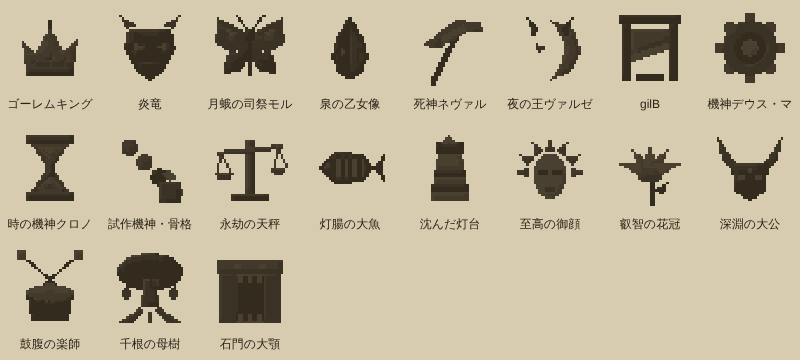 ゴーレムキング
炎竜
月蛾の司祭モル
泉の乙女像
死神ネヴァル
夜の王ヴァルゼ
gilB
機神デウス・マ
時の機神クロノ
試作機神・骨格
永劫の天秤
灯腸の大魚
沈んだ灯台
至高の御顔
叡智の花冠
深淵の大公
鼓腹の楽師
千根の母樹
石門の大顎